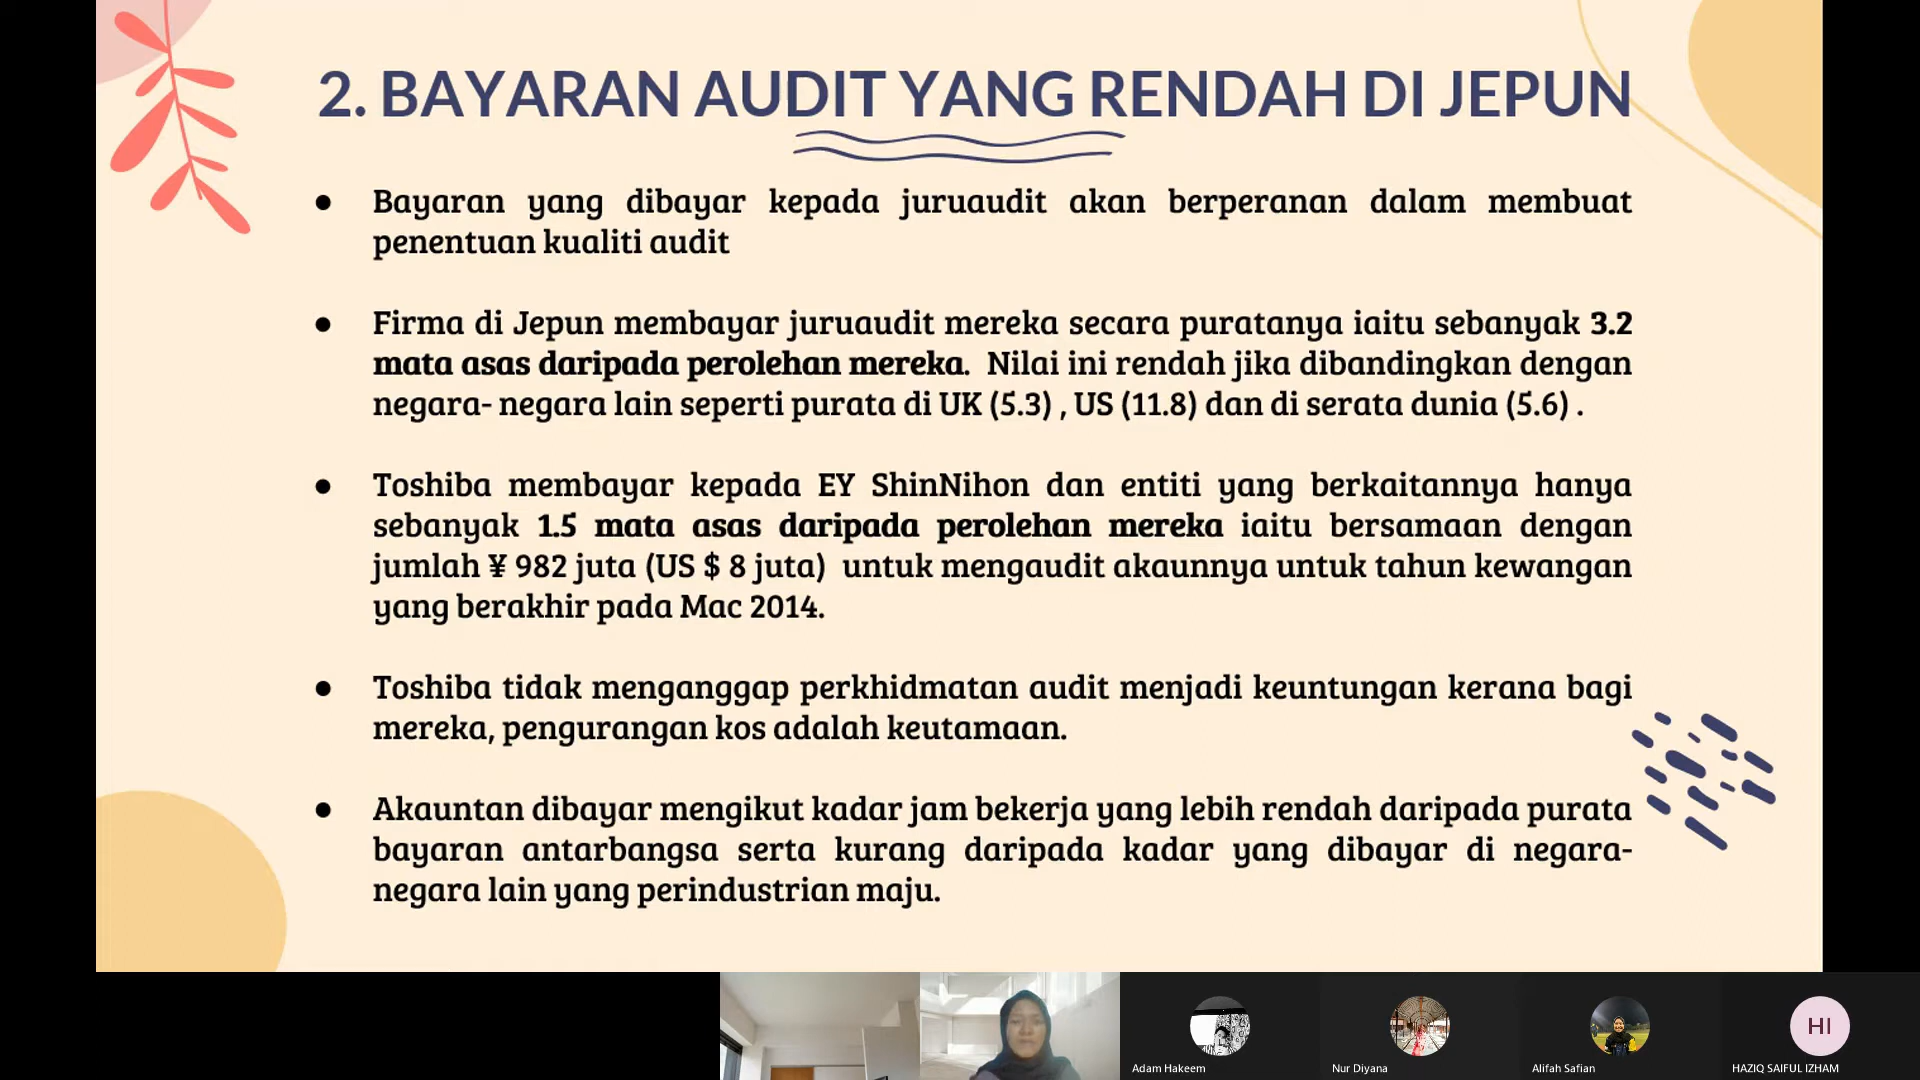 2. BAYARAN AUDIT YANG RENDAH DI JEPUN
● Bayaran yang dibayar kepada juruaudit akan berperanan dalam membuat
penentuan kualiti audit
● Firma di Jepun membayar juruaudit mereka secara puratanya iaitu sebanyak 3.2
mata asas daripada perolehan mereka. Nilai ini rendah jika dibandingkan dengan
negara- negara lain seperti purata di UK (5.3) , US (11.8) dan di serata dunia (5.6) .
● Toshiba membayar kepada EY ShinNihon dan entiti yang berkaitannya hanya
sebanyak 1.5 mata asas daripada perolehan mereka iaitu bersamaan dengan
jumlah ¥ 982 juta (US $ 8 juta) untuk mengaudit akaunnya untuk tahun kewangan
yang berakhir pada Mac 2014.
● Toshiba tidak menganggap perkhidmatan audit menjadi keuntungan kerana bagi
mereka, pengurangan kos adalah keutamaan.
● Akauntan dibayar mengikut kadar jam bekerja yang lebih rendah daripada purata
bayaran antarbangsa serta kurang daripada kadar yang dibayar di negara-
negara lain yang perindustrian maju.
HI
Adam Hakeem
Nur Diyana
Alifah Safian
HAZIQ SAIFUL IZHAM